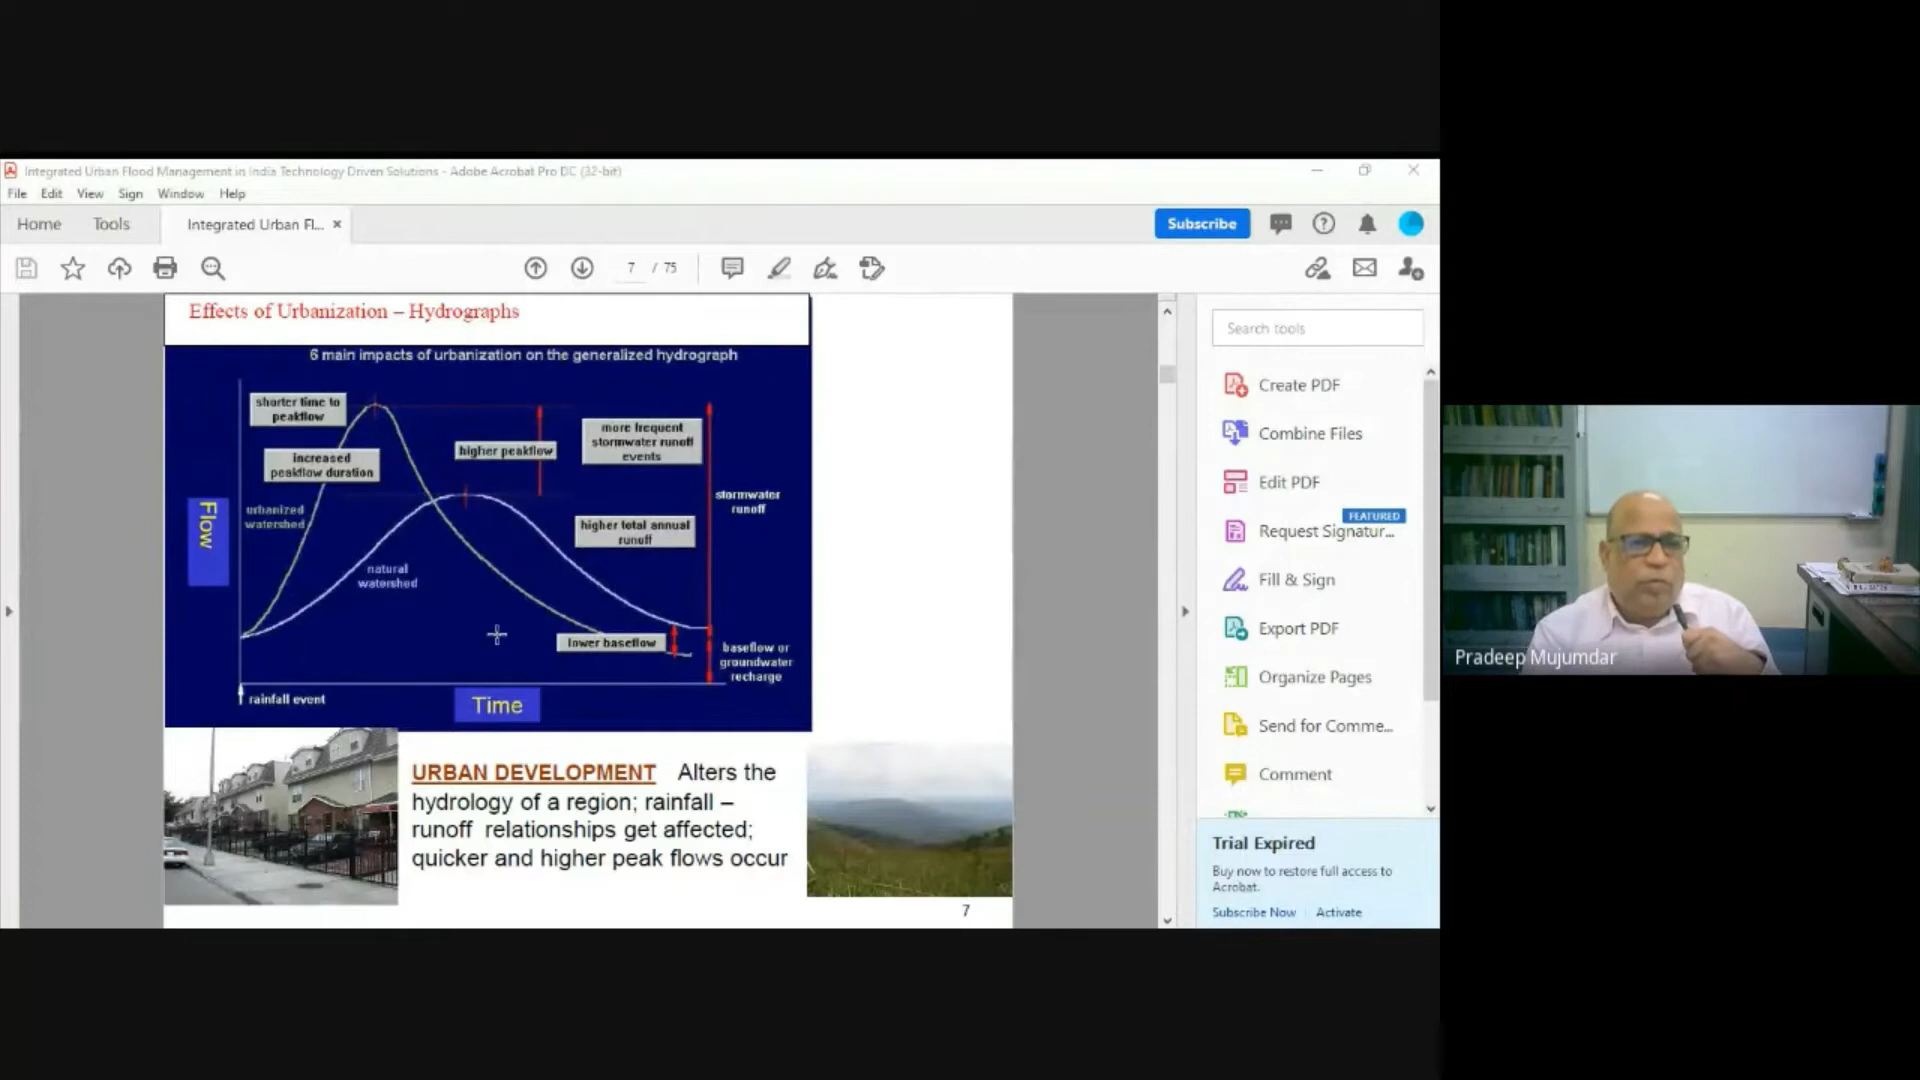 Integrated Urban Flood Management in India Technology Driven Solutions - Adobe Acrobat Pro DC (32-bit)
File Edit View Sign Window Help
Home Tools Integrated Urban Fl... ×
Subscribe
7 / 75
Effects of Urbanization – Hydrographs
6 main impacts of urbanization on the generalized hydrograph
shorter time to
peakflow
increased
peakflow duration
higher peakflow
more frequent
stormwater runoff
events
urbanized
watershed
Flow
stormwater
runoff
higher total annual
runoff
natural
watershed
lower baseflow
baseflow or
groundwater
recharge
rainfall event
Time
URBAN DEVELOPMENT Alters the
hydrology of a region; rainfall –
runoff relationships get affected;
quicker and higher peak flows occur
7
Search tools
Create PDF
Combine Files
Edit PDF
FEATURED
Request Signatur...
Fill & Sign
Export PDF
Organize Pages
Send for Comme...
Comment
Trial Expired
Buy now to restore full access to
Acrobat.
Subscribe Now Activate
Pradeep Mujumdar